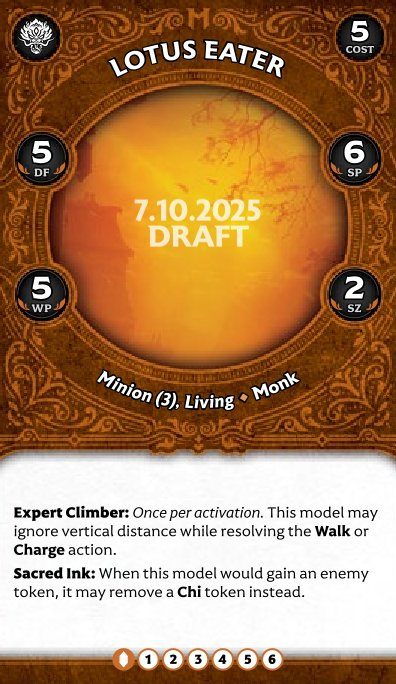 LOTUS EATER
5
COST
5
DF
6
SP
7.10.2025
DRAFT
5
WP
2
SZ
Minion (3), Living ◆ Monk
Expert Climber: Once per activation. This model may
ignore vertical distance while resolving the Walk or
Charge action.
Sacred Ink: When this model would gain an enemy
token, it may remove a Chi token instead.
1 2 3 4 5 6